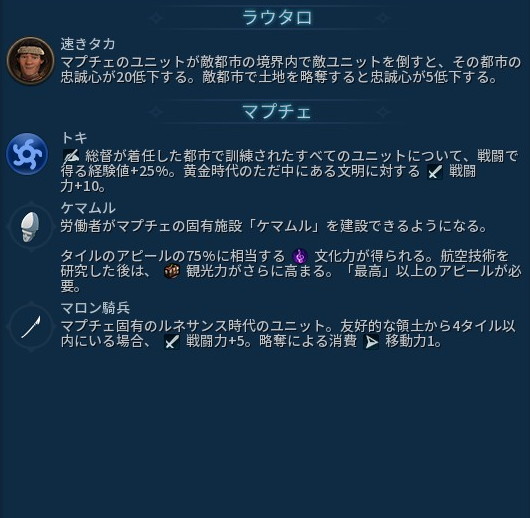 ラウタロ
速きタカ
マプチェのユニットが敵都市の境界内で敵ユニットを倒すと、その都市の
忠誠心が20低下する。敵都市で土地を略奪すると忠誠心が5低下する。
マプチェ
トキ
総督が着任した都市で訓練されたすべてのユニットについて、戦闘で
得る経験値+25%。黄金時代のただ中にある文明に対する 戦闘
力+10。
ケマムル
労働者がマプチェの固有施設「ケマムル」を建設できるようになる。
タイルのアピールの75%に相当する 文化力が得られる。航空技術を
研究した後は、 観光力がさらに高まる。「最高」以上のアピールが必
要。
マロン騎兵
マプチェ固有のルネサンス時代のユニット。友好的な領土から4タイル以
内にいる場合、 戦闘力+5。略奪による消費 移動力1。